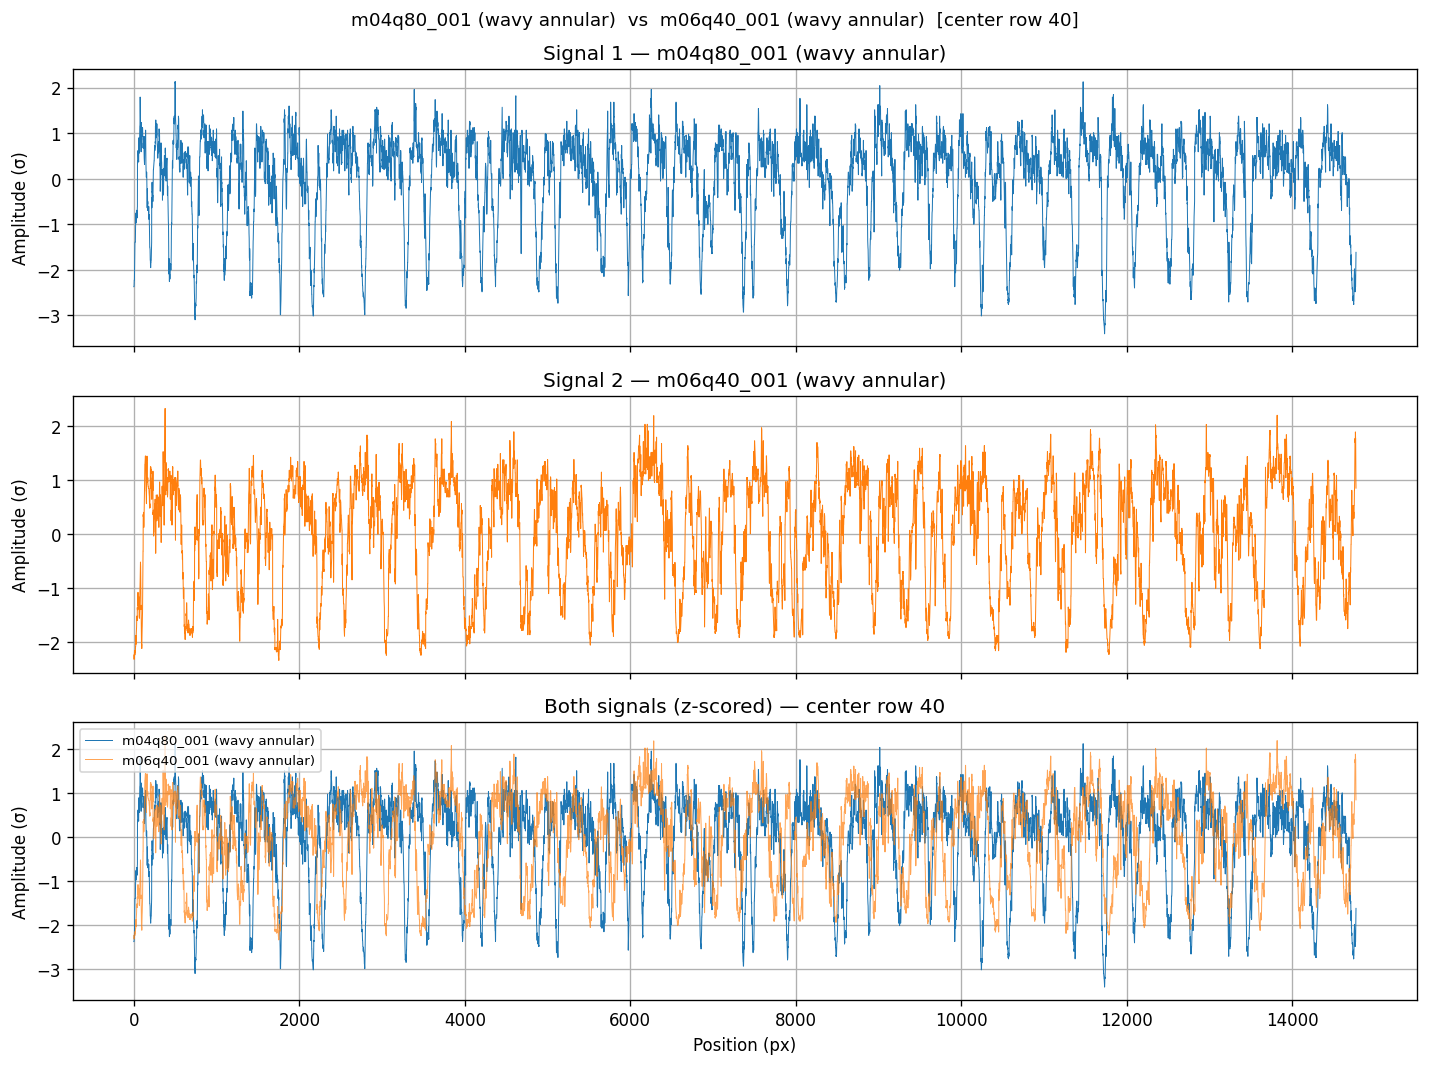 m04q80_001 (wavy annular)  vs  m06q40_001 (wavy annular)  [center row 40]
Signal 1 — m04q80_001 (wavy annular)
2
1
0
−1
−2
−3
Amplitude (σ)
Signal 2 — m06q40_001 (wavy annular)
2
1
0
−1
−2
Amplitude (σ)
Both signals (z-scored) — center row 40
m04q80_001 (wavy annular)
m06q40_001 (wavy annular)
2
1
0
−1
−2
−3
Amplitude (σ)
0 2000 4000 6000 8000 10000 12000 14000
Position (px)